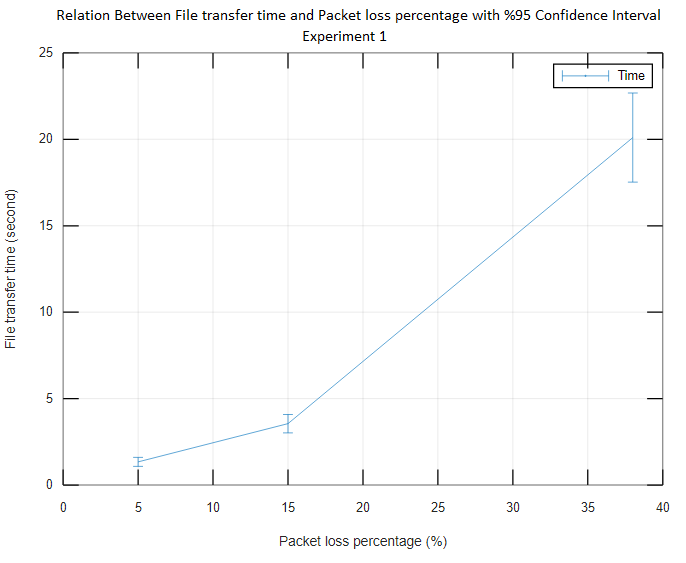 Relation Between File transfer time and Packet loss percentage with %95 Confidence Interval
Experiment 1
Time
25
20
15
10
5
0
File transfer time (second)
0 5 10 15 20 25 30 35 40
Packet loss percentage (%)